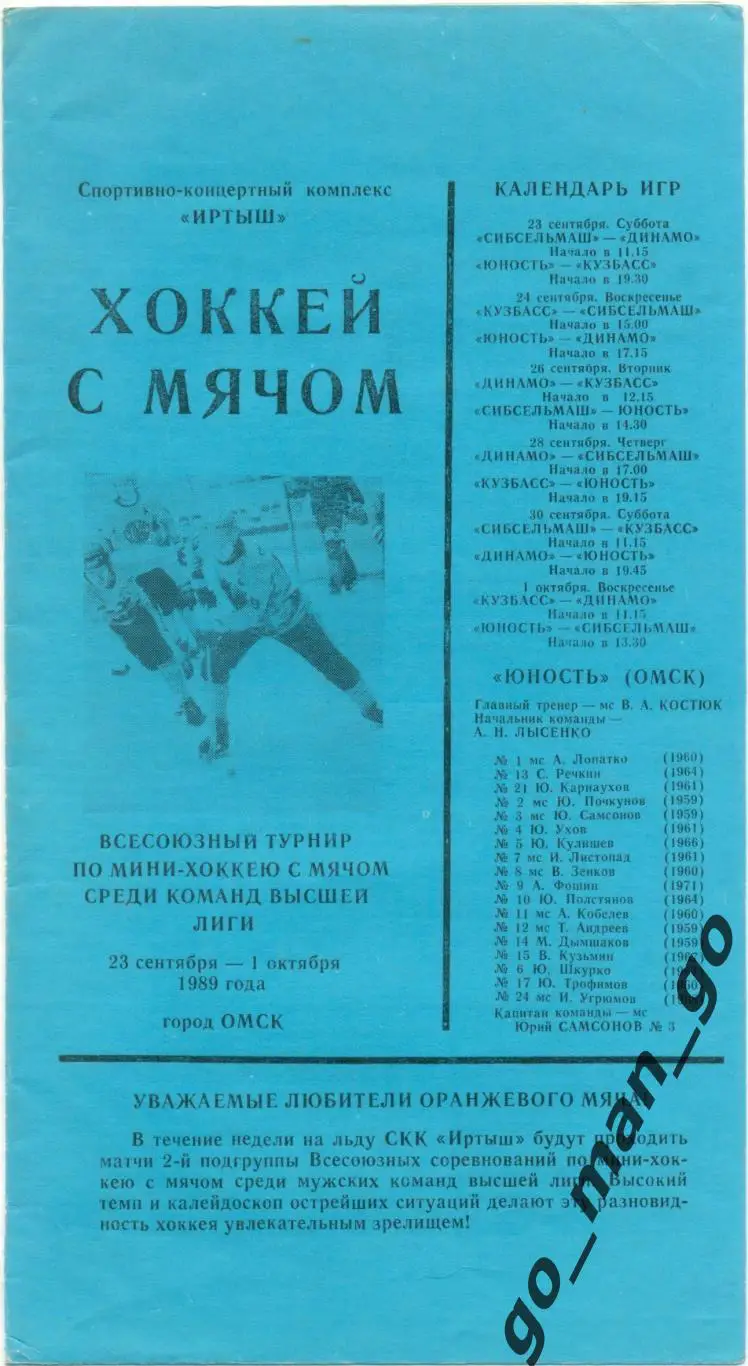 Спортивно-концертный комплекс
«ИРТЫШ»
ХОККЕЙ
С МЯЧОМ
ВСЕСОЮЗНЫЙ ТУРНИР
ПО МИНИ-ХОККЕЮ С МЯЧОМ
СРЕДИ КОМАНД ВЫСШЕЙ
ЛИГИ
23 сентября — 1 октября
1989 года
город ОМСК
КАЛЕНДАРЬ ИГР
23 сентября. Суббота
«СИБСЕЛЬМАШ» — «ДИНАМО»
Начало в 11.15
«ЮНОСТЬ» — «КУЗБАСС»
Начало в 19.30
24 сентября. Воскресенье
«КУЗБАСС» — «СИБСЕЛЬМАШ»
Начало в 15.00
«ЮНОСТЬ» — «ДИНАМО»
Начало в 17.15
26 сентября. Вторник
«ДИНАМО» — «КУЗБАСС»
Начало в 12.15
«СИБСЕЛЬМАШ» — ЮНОСТЬ»
Начало в 14.30
28 сентября. Четверг
«ДИНАМО» — «СИБСЕЛЬМАШ»
Начало в 17.00
«КУЗБАСС» — «ЮНОСТЬ»
Начало в 19.15
30 сентября. Суббота
«СИБСЕЛЬМАШ» — «КУЗБАСС»
Начало в 11.15
«ДИНАМО» — «ЮНОСТЬ»
Начало в 19.45
1 октября. Воскресенье
«КУЗБАСС» — «ДИНАМО»
Начало в 11.15
«ЮНОСТЬ» — «СИБСЕЛЬМАШ»
Начало в 13.30
«ЮНОСТЬ» (ОМСК)
Главный тренер — мс В. А. КОСТЮК
Начальник команды —
А. Н. ЛЫСЕНКО
№ 1 мс А. Лопатко (1960)
№ 13 С. Речкин (1964)
№ 21 Ю. Карнаухов (1961)
№ 2 мс Ю. Почкунов (1959)
№ 3 мс Ю. Самсонов (1959)
№ 4 Ю. Ухов (1961)
№ 5 Ю. Кулишев (1966)
№ 7 мс И. Листопад (1961)
№ 8 мс В. Зенков (1960)
№ 9 А. Фошин (1971)
№ 10 Ю. Полстянов (1964)
№ 11 мс А. Кобелев (1960)
№ 12 мс Т. Андреев (1959)
№ 14 М. Дымшаков (1959)
№ 15 В. Кузьмин
№ 6 Ю. Шкурко
№ 17 Ю. Трофимов
№ 24 мс И. Угрюмов
Капитан команды — мс
Юрий САМСОНОВ № 3
УВАЖАЕМЫЕ ЛЮБИТЕЛИ ОРАНЖЕВОГО МЯЧА!
В течение недели на льду СКК «Иртыш» будут проходить
матчи 2-й подгруппы Всесоюзных соревнований по мини-хок-
кею с мячом среди мужских команд высшей лиги. Высокий
темп и калейдоскоп острейших ситуаций делают эту разновид-
ность хоккея увлекательным зрелищем!
go_man_go